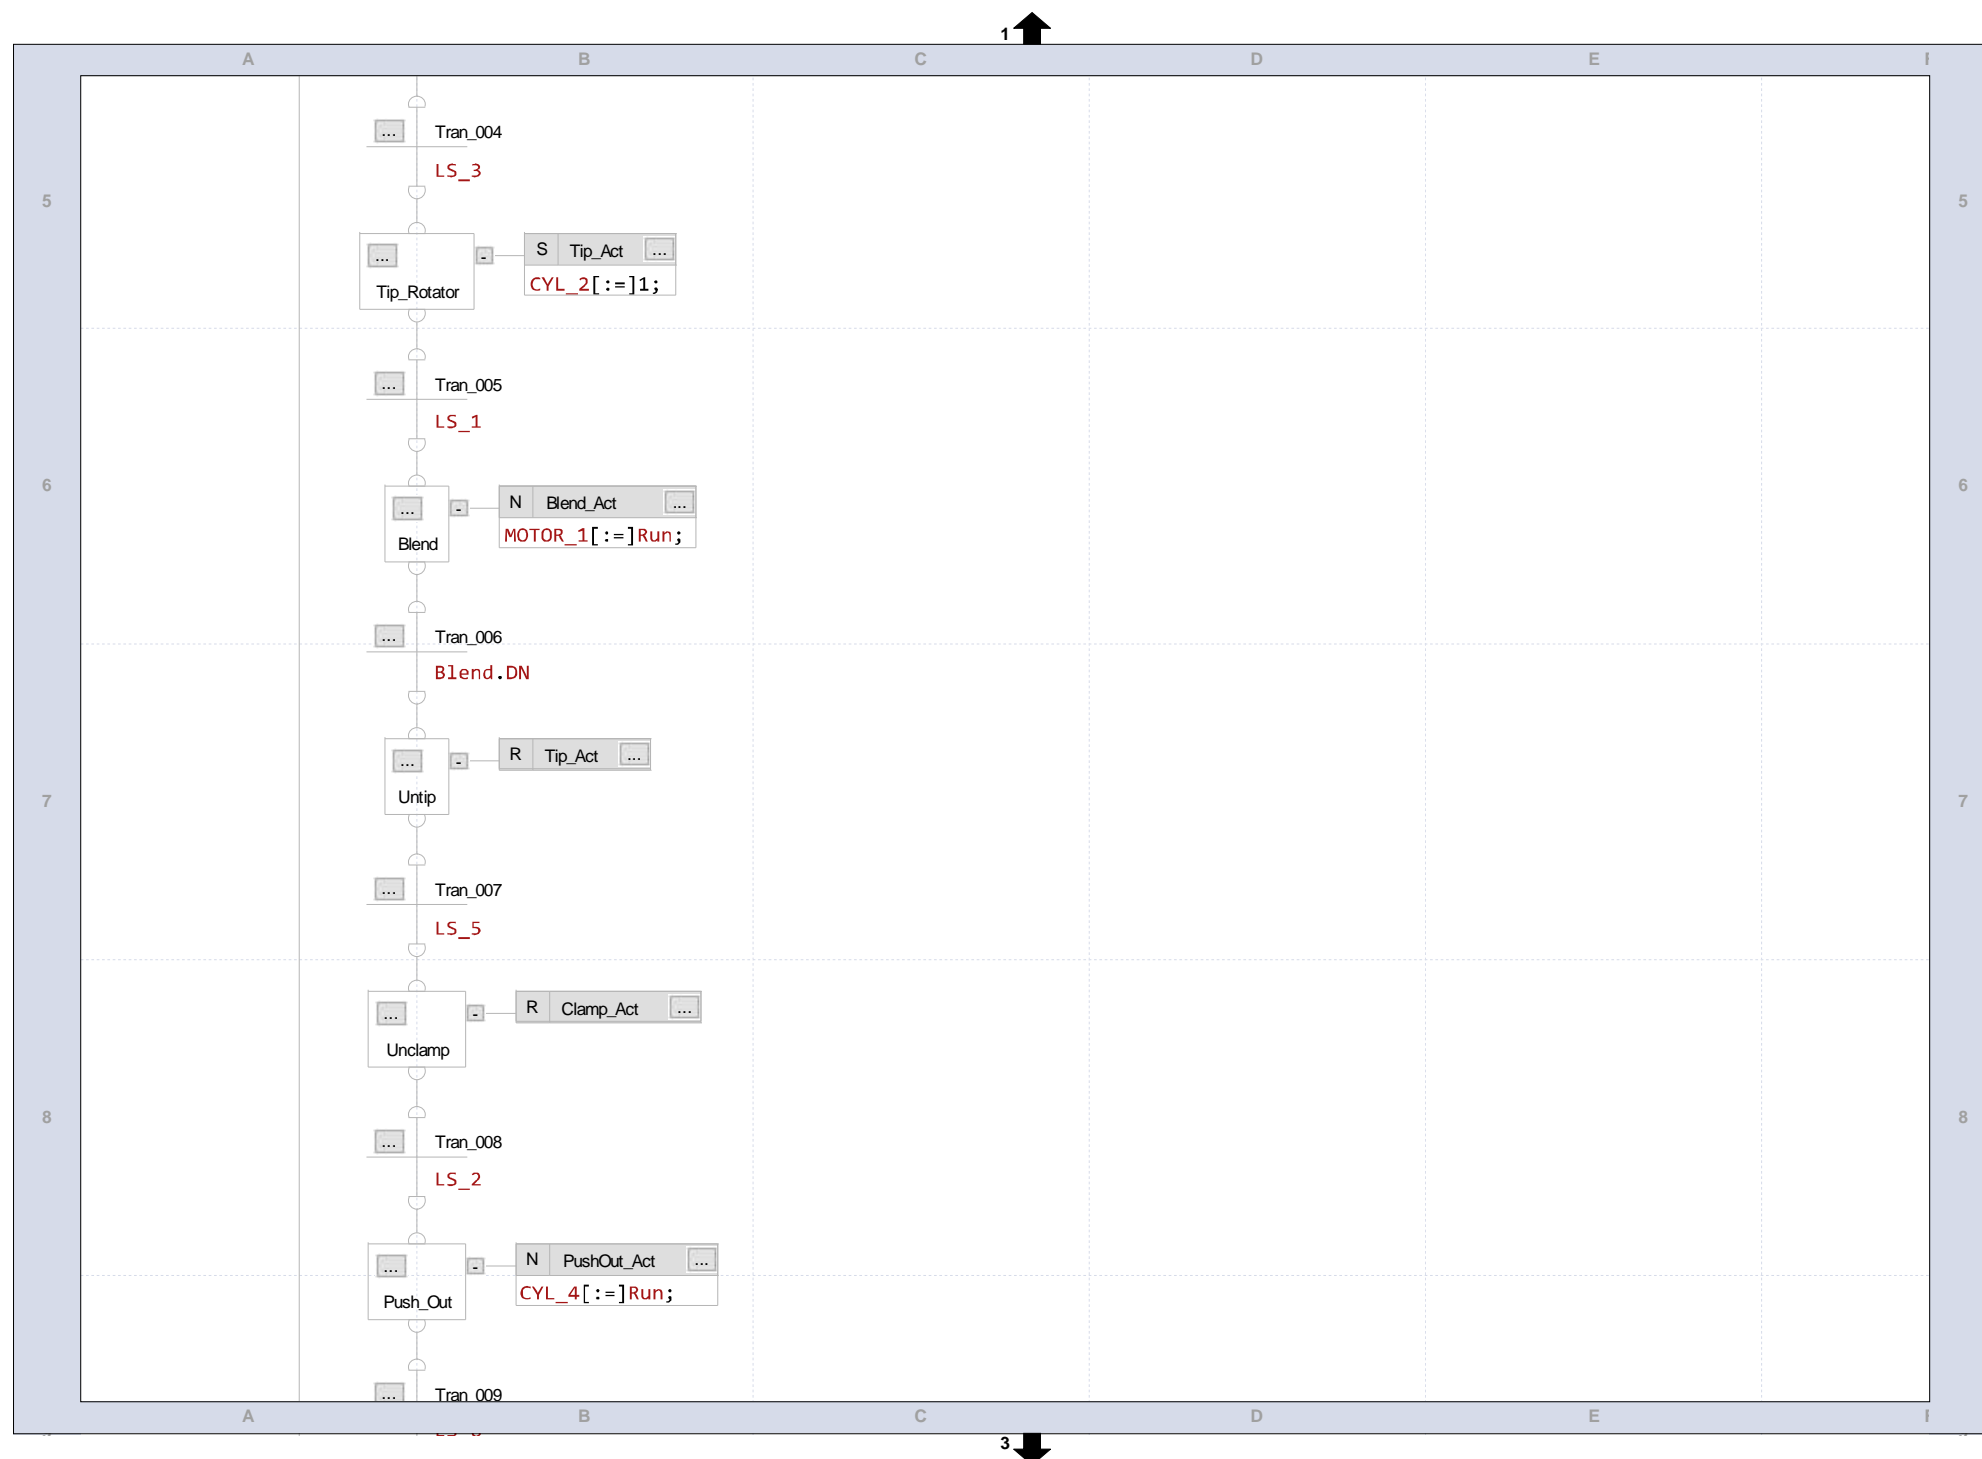 1
A B C D E
... Tran_004
LS_3
5 5
... - S Tip_Act ...
Tip_Rotator CYL_2[:=]1;
... Tran_005
LS_1
6 6
... - N Blend_Act ...
Blend MOTOR_1[:=]Run;
... Tran_006
Blend.DN
... - R Tip_Act ...
Untip
7 7
... Tran_007
LS_5
... - R Clamp_Act ...
Unclamp
8 8
... Tran_008
LS_2
... - N PushOut_Act ...
Push_Out CYL_4[:=]Run;
... Tran_009
A B C D E
3